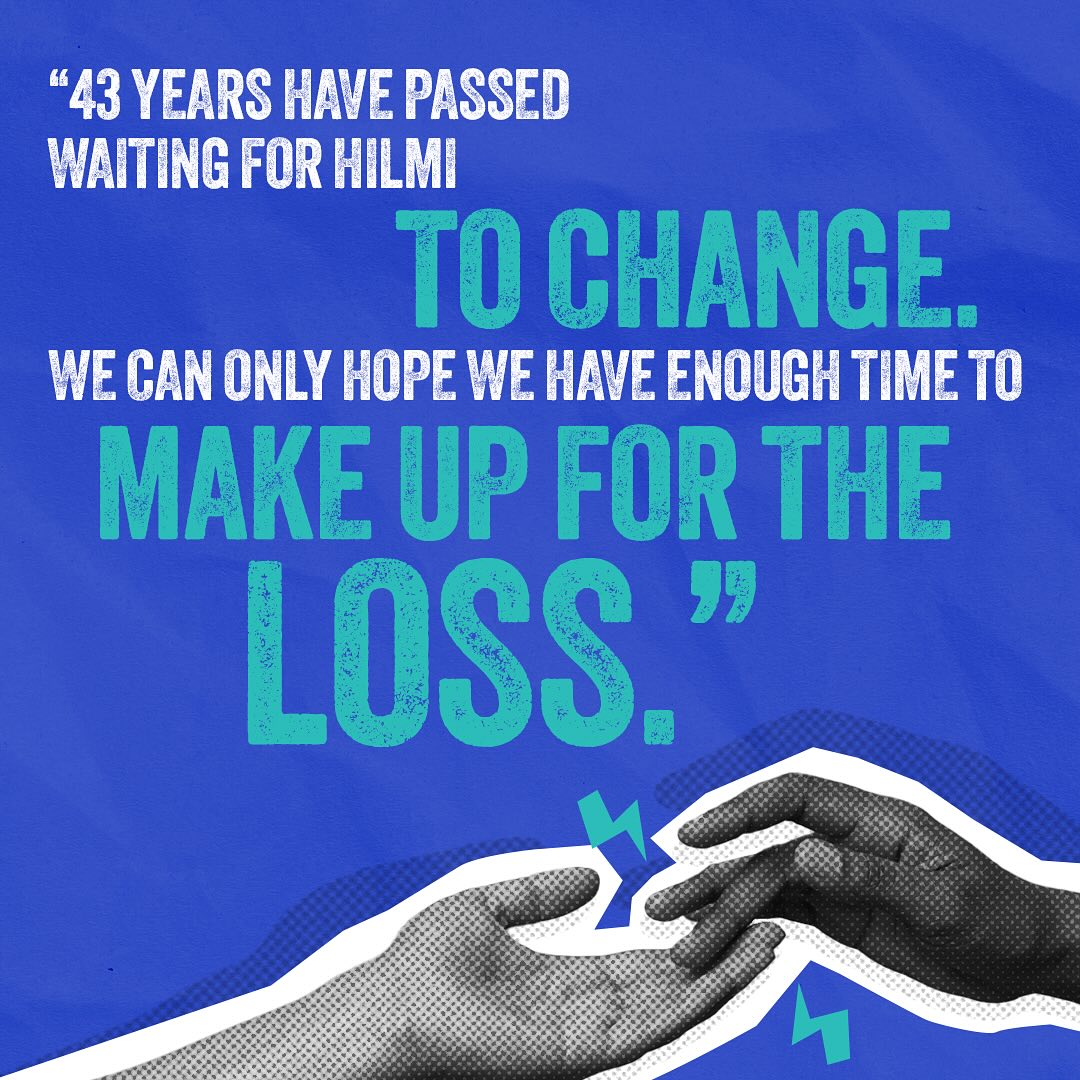 “43 YEARS HAVE PASSED
WAITING FOR HILMI
TO CHANGE.
WE CAN ONLY HOPE WE HAVE ENOUGH TIME TO
MAKE UP FOR THE
LOSS.”